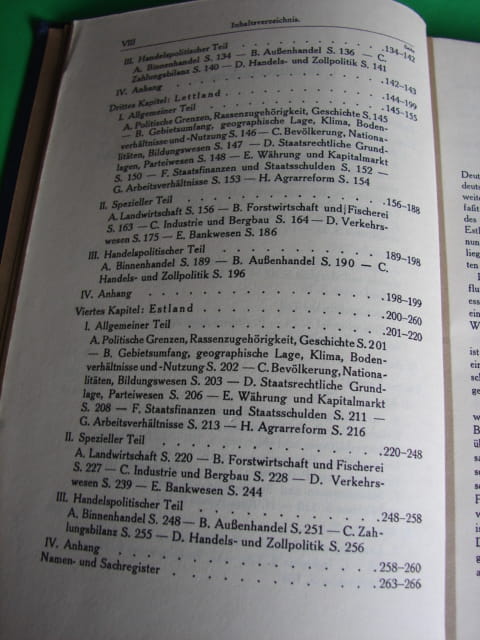 VIII Inhaltsverzeichnis.
Seite
III. Handelspolitischer Teil . . . . . . . . . . . . 134–142
A. Binnenhandel S. 134 — B. Außenhandel S. 136 — C.
Zahlungsbilanz S. 140 — D. Handels- und Zollpolitik S. 141
IV. Anhang . . . . . . . . . . . . 142–143
Drittes Kapitel: Lettland . . . . . . . . . . . . 144–199
I. Allgemeiner Teil . . . . . . . . . . . . 145–155
A. Politische Grenzen, Rassenzugehörigkeit, Geschichte S. 145
— B. Gebietsumfang, geographische Lage, Klima, Boden-
verhältnisse und -Nutzung S. 146 — C. Bevölkerung, Nationa-
litäten, Bildungswesen S. 147 — D. Staatsrechtliche Grund-
lagen, Parteiwesen S. 148 — E. Währung und Kapitalmarkt
S. 150 — F. Staatsfinanzen und Staatsschulden S. 152 —
G. Arbeitsverhältnisse S. 153 — H. Agrarreform S. 154
II. Spezieller Teil . . . . . . . . . . . . 156–188
A. Landwirtschaft S. 156 — B. Forstwirtschaft und Fischerei
S. 163 — C. Industrie und Bergbau S. 164 — D. Verkehrs-
wesen S. 175 — E. Bankwesen S. 186
III. Handelspolitischer Teil . . . . . . . . . . . . 189–198
A. Binnenhandel S. 189 — B. Außenhandel S. 190 — C.
Handels- und Zollpolitik S. 196
IV. Anhang . . . . . . . . . . . . 198–199
Viertes Kapitel: Estland . . . . . . . . . . . . 200–260
I. Allgemeiner Teil . . . . . . . . . . . . 201–220
A. Politische Grenzen, Rassenzugehörigkeit, Geschichte S. 201
— B. Gebietsumfang, geographische Lage, Klima, Boden-
verhältnisse und -Nutzung S. 202 — C. Bevölkerung, Nationa-
litäten, Bildungswesen S. 203 — D. Staatsrechtliche Grund-
lagen, Parteiwesen S. 206 — E. Währung und Kapitalmarkt
S. 208 — F. Staatsfinanzen und Staatsschulden S. 211 —
G. Arbeitsverhältnisse S. 213 — H. Agrarreform S. 216
II. Spezieller Teil . . . . . . . . . . . . 220–248
A. Landwirtschaft S. 220 — B. Forstwirtschaft und Fischerei
S. 227 — C. Industrie und Bergbau S. 228 — D. Verkehrs-
wesen S. 239 — E. Bankwesen S. 244
III. Handelspolitischer Teil . . . . . . . . . . . . 248–258
A. Binnenhandel S. 248 — B. Außenhandel S. 251 — C. Zah-
lungsbilanz S. 255 — D. Handels- und Zollpolitik S. 256
IV. Anhang . . . . . . . . . . . . 258–260
Namen- und Sachregister . . . . . . . . . . . . 263–266